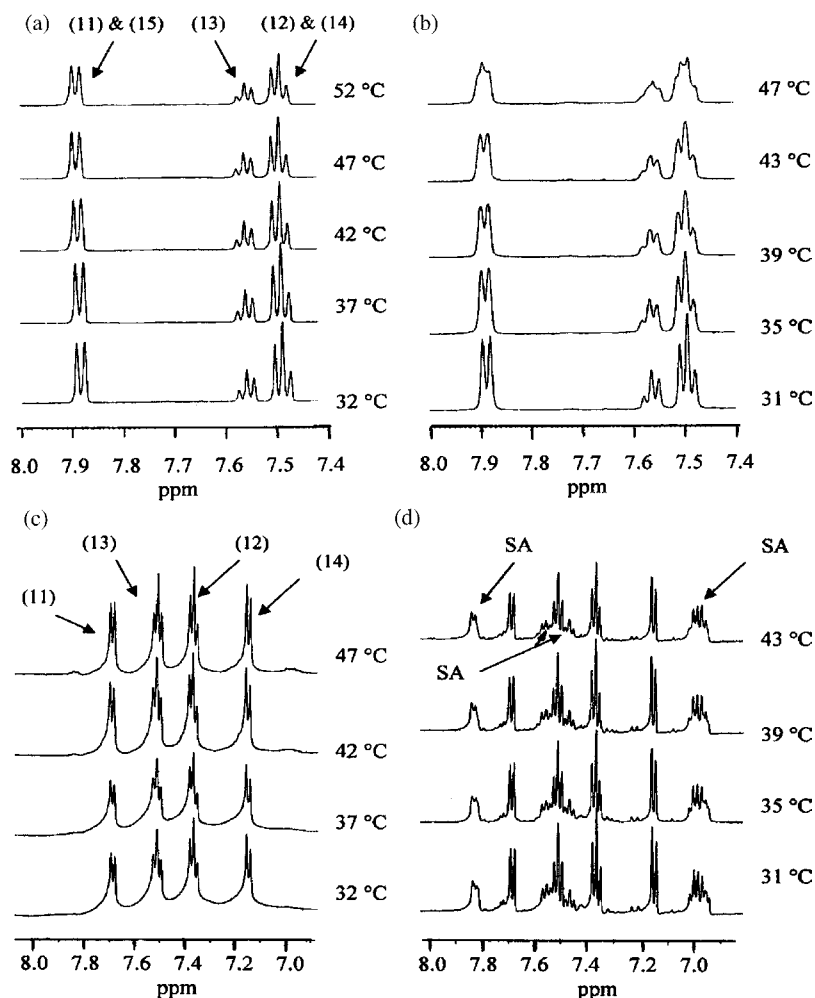 (a)
(11) & (15)
(13)
(12) & (14)
52 °C
47 °C
42 °C
37 °C
32 °C
8.0 7.9 7.8 7.7 7.6 7.5 7.4
ppm
(b)
47 °C
43 °C
39 °C
35 °C
31 °C
8.0 7.9 7.8 7.7 7.6 7.5 7.4
ppm
(c)
(11)
(13)
(12)
(14)
47 °C
42 °C
37 °C
32 °C
8.0 7.8 7.6 7.4 7.2 7.0
ppm
(d)
SA
SA
SA
43 °C
39 °C
35 °C
31 °C
8.0 7.8 7.6 7.4 7.2 7.0
ppm